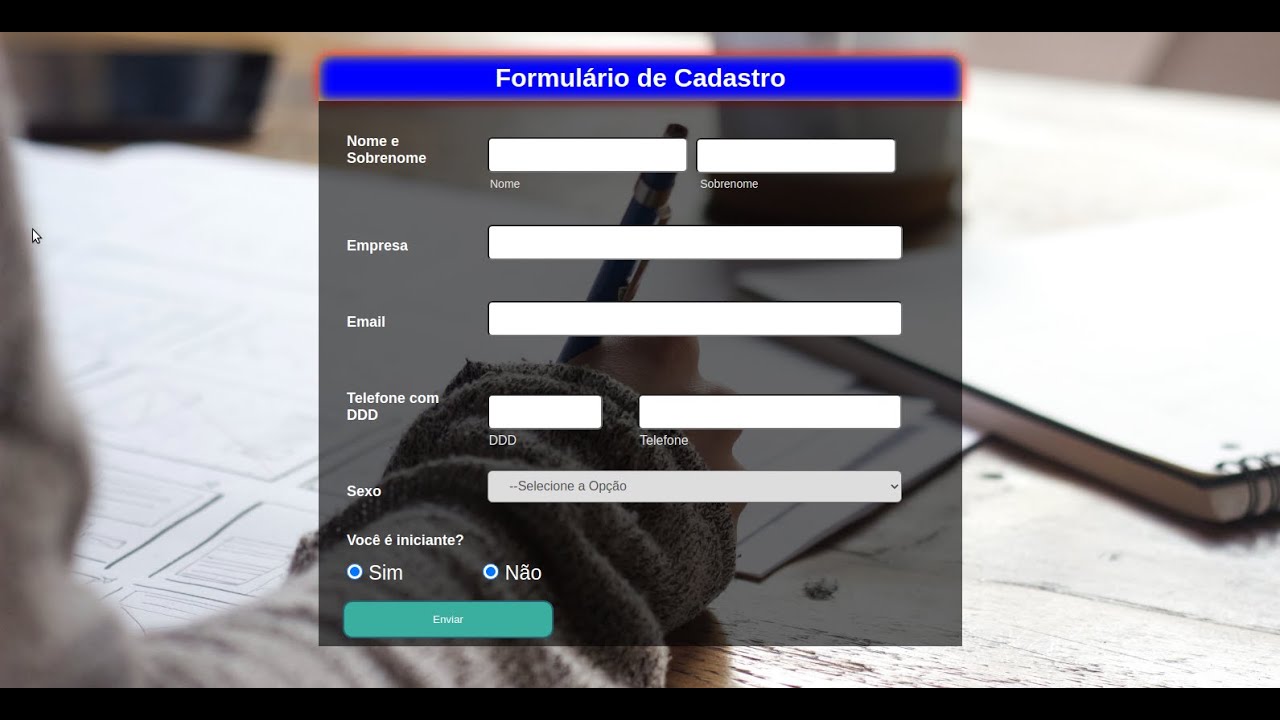 Formulário de Cadastro
Nome e
Sobrenome
Nome
Sobrenome
Empresa
Email
Telefone com
DDD
DDD
Telefone
Sexo
--Selecione a Opção
Você é iniciante?
Sim
Não
Enviar